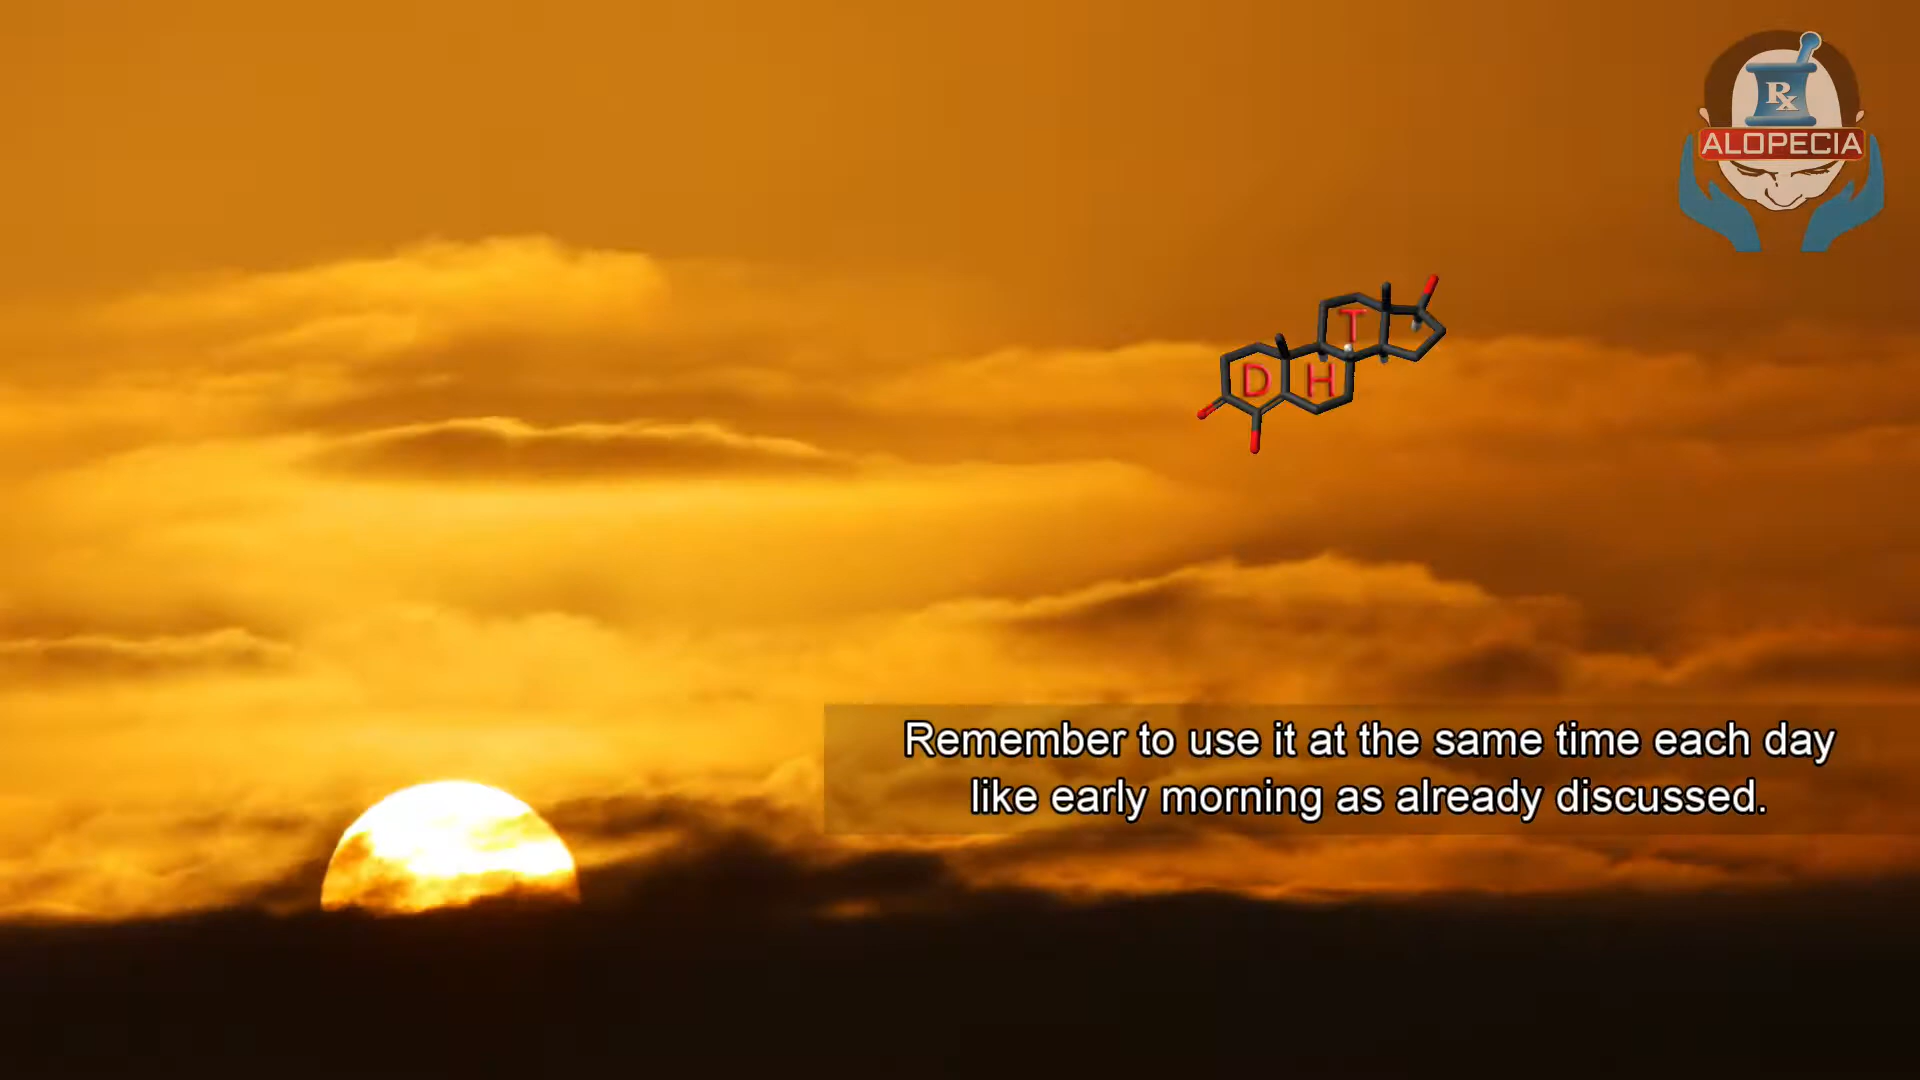 Rx
ALOPECIA
T
D H
Remember to use it at the same time each day
like early morning as already discussed.